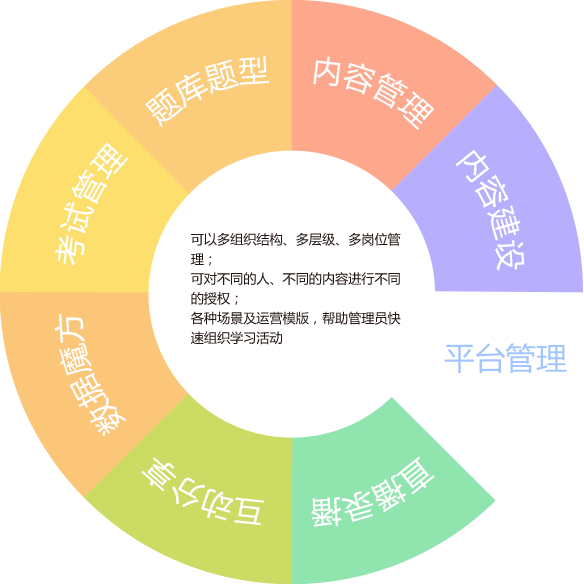 题库题型
内容管理
考试管理
内容建设
可以多组织结构、多层级、多岗位管
理；
可对不同的人、不同的内容进行不同
的授权；
各种场景及运营模版，帮助管理员快
速组织学习活动
平台管理
数据魔方
互动分享
直播录播